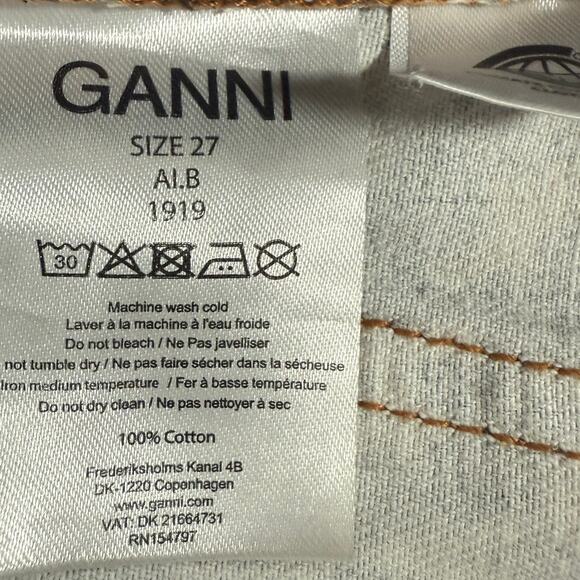 GANNI
SIZE 27
AI.B
1919
30
Machine wash cold
Laver à la machine à l'eau froide
Do not bleach / Ne Pas javelliser
not tumble dry / Ne pas faire sécher dans la sécheuse
Iron medium temperature / Fer à basse température
Do not dry clean / Ne pas nettoyer à sec
100% Cotton
Frederiksholms Kanal 4B
DK-1220 Copenhagen
www.ganni.com
VAT: DK 21664731
RN154797